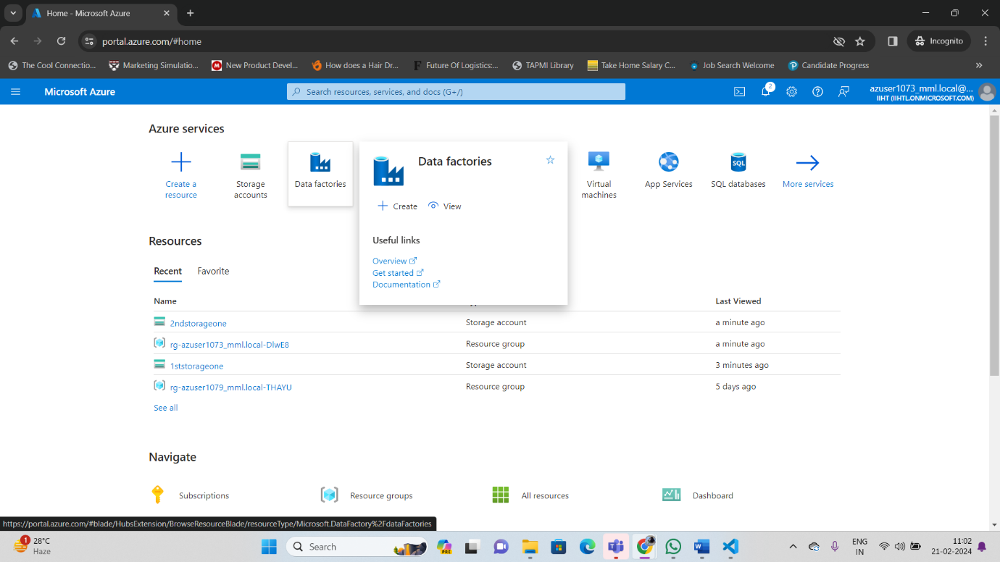 Home - Microsoft Azure
portal.azure.com/#home
Incognito
The Cool Connectio...
Marketing Simulatio...
New Product Devel...
How does a Hair Dr...
Future Of Logistics:...
TAPMI Library
Take Home Salary C...
Job Search Welcome
Candidate Progress
Microsoft Azure
Search resources, services, and docs (G+/)
2
azuser1073_mml.local@...
IIHT (IIHTL.ONMICROSOFT.COM)
Azure services
Create a
resource
Storage
accounts
Data factories
Data factories
Create
View
Useful links
Overview
Get started
Documentation
Virtual
machines
App Services
SQL
SQL databases
More services
Resources
Recent
Favorite
Name
Last Viewed
2ndstorageone
Storage account
a minute ago
rg-azuser1073_mml.local-DlwE8
Resource group
a minute ago
1ststorageone
Storage account
3 minutes ago
rg-azuser1079_mml.local-THAYU
Resource group
5 days ago
See all
Navigate
Subscriptions
Resource groups
All resources
Dashboard
https://portal.azure.com/#blade/HubsExtension/BrowseResourceBlade/resourceType/Microsoft.DataFactory%2FdataFactories
1
28°C
Haze
Search
PRE
ENG
IN
11:02
21-02-2024